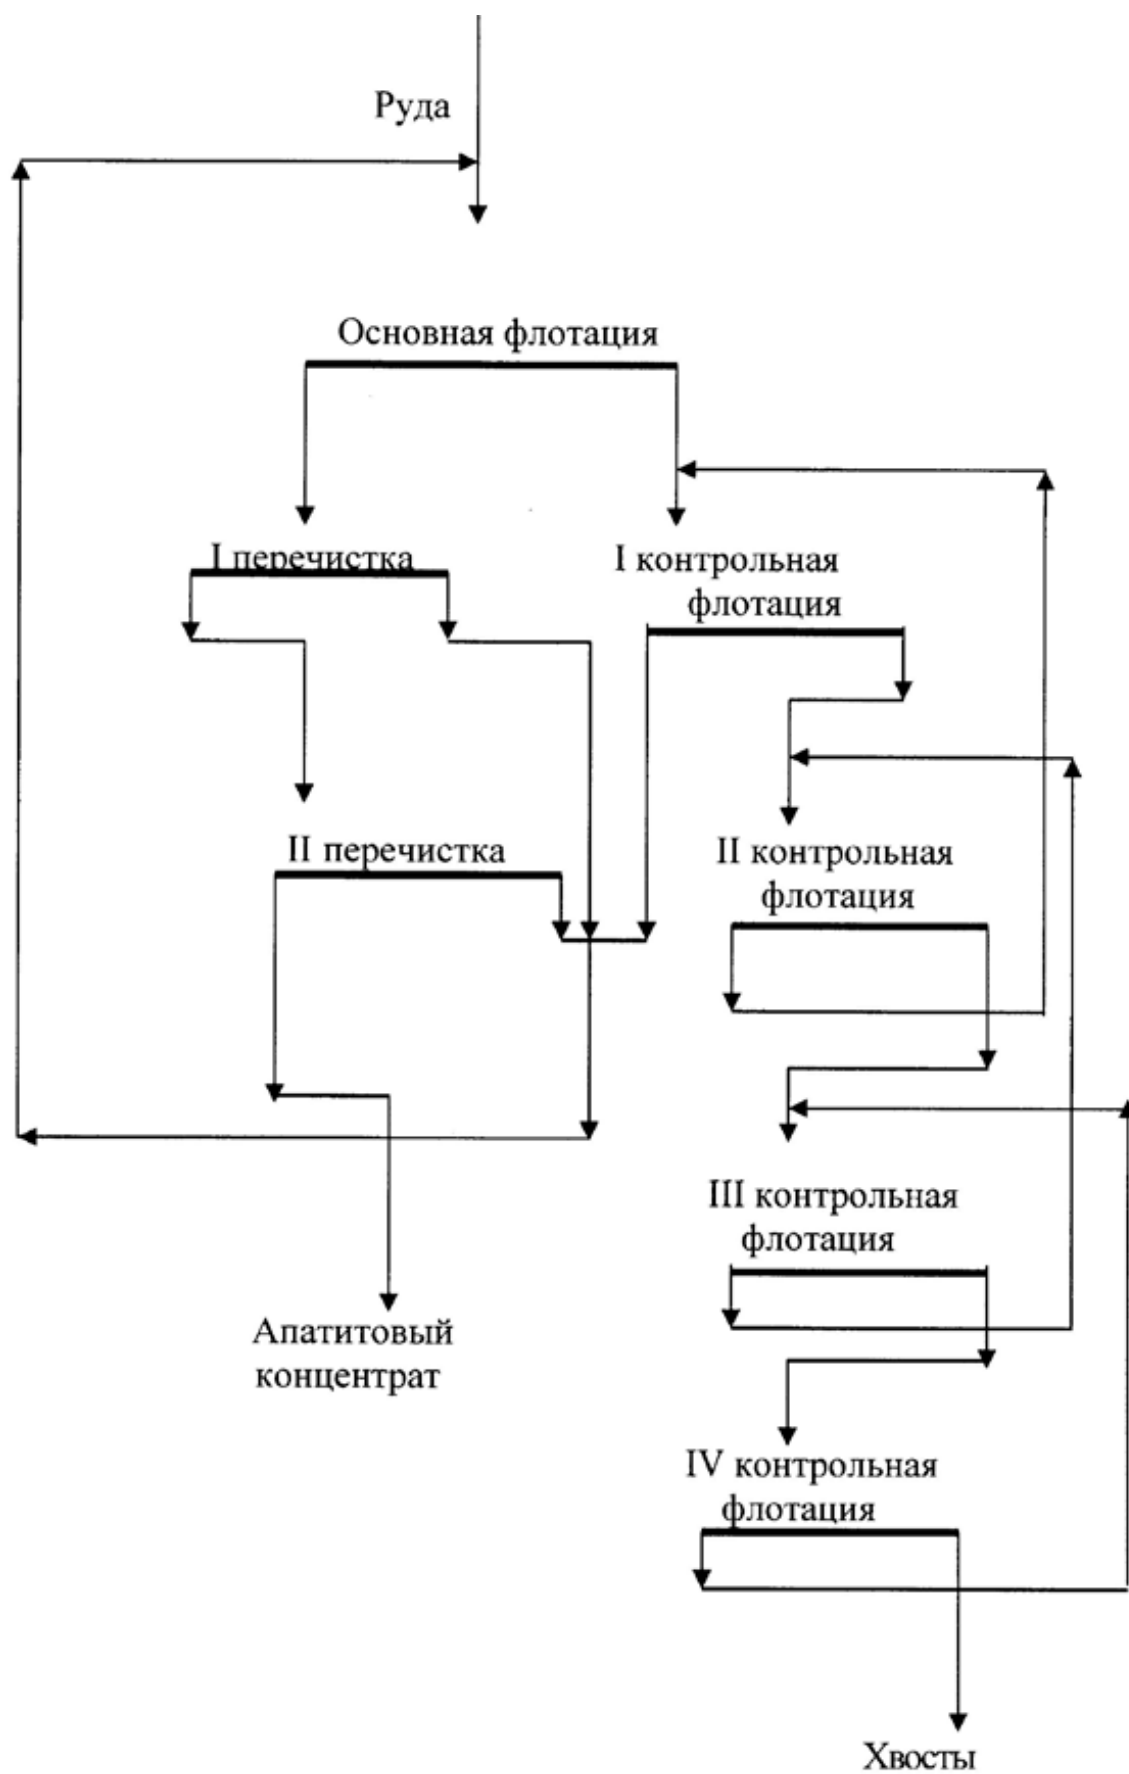 Руда
Основная флотация
I перечистка
I контрольная
флотация
II перечистка
II контрольная
флотация
III контрольная
флотация
Апатитовый
концентрат
IV контрольная
флотация
Хвосты